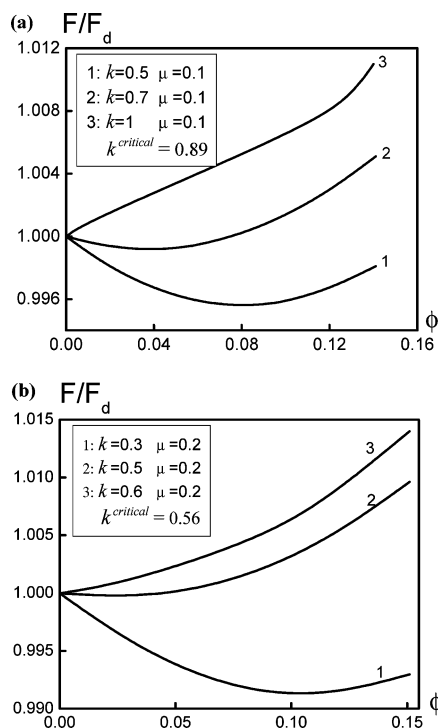 (a) F/Fd
1.012
1.008
1.004
1.000
0.996
1: k=0.5 μ=0.1
2: k=0.7 μ=0.1
3: k=1 μ=0.1
k^critical = 0.89
3
2
1
0.00 0.04 0.08 0.12 0.16
ϕ
(b) F/Fd
1.015
1.010
1.005
1.000
0.995
0.990
1: k=0.3 μ=0.2
2: k=0.5 μ=0.2
3: k=0.6 μ=0.2
k^critical = 0.56
3
2
1
0.00 0.05 0.10 0.15
ϕ